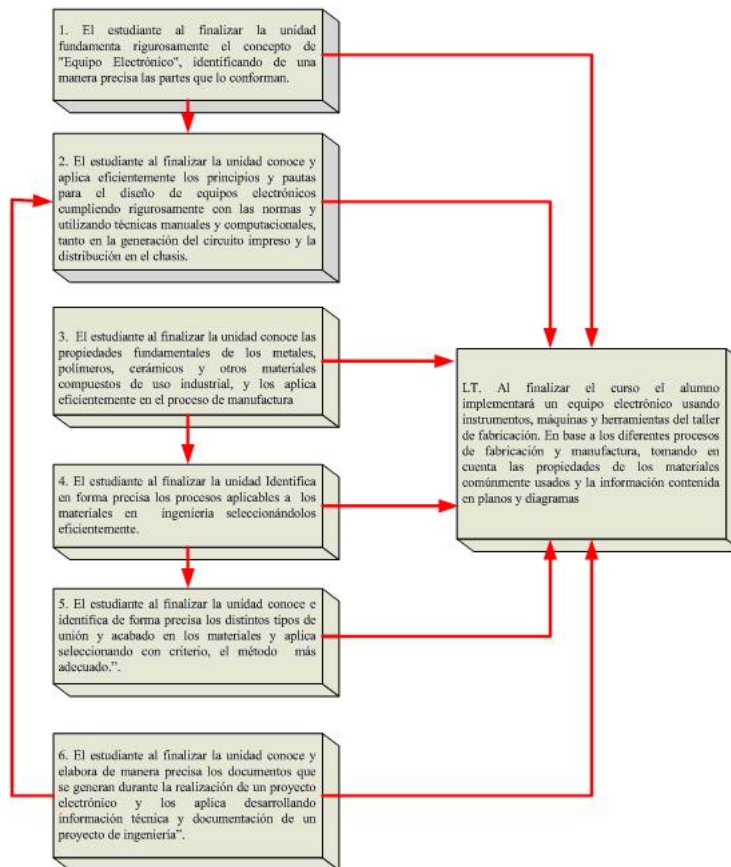 1. El estudiante al finalizar la unidad
fundamenta rigurosamente el concepto de
"Equipo Electrónico", identificando de una
manera precisa las partes que lo conforman.
2. El estudiante al finalizar la unidad conoce y
aplica eficientemente los principios y pautas
para el diseño de equipos electrónicos
cumpliendo rigurosamente con las normas y
utilizando técnicas manuales y computacionales,
tanto en la generación del circuito impreso y la
distribución en el chasis.
3. El estudiante al finalizar la unidad conoce las
propiedades fundamentales de los metales,
polímeros, cerámicos y otros materiales
compuestos de uso industrial, y los aplica
eficientemente en el proceso de manufactura
4. El estudiante al finalizar la unidad Identifica
en forma precisa los procesos aplicables a los
materiales en ingeniería seleccionándolos
eficientemente.
5. El estudiante al finalizar la unidad conoce e
identifica de forma precisa los distintos tipos de
unión y acabado en los materiales y aplica
seleccionando con criterio, el método más
adecuado.”.
6. El estudiante al finalizar la unidad conoce y
elabora de manera precisa los documentos que
se generan durante la realización de un proyecto
electrónico y los aplica desarrollando
información técnica y documentación de un
proyecto de ingeniería”.
LT. Al finalizar el curso el alumno
implementará un equipo electrónico usando
instrumentos, máquinas y herramientas del taller
de fabricación. En base a los diferentes procesos
de fabricación y manufactura, tomando en
cuenta las propiedades de los materiales
comúnmente usados y la información contenida
en planos y diagramas